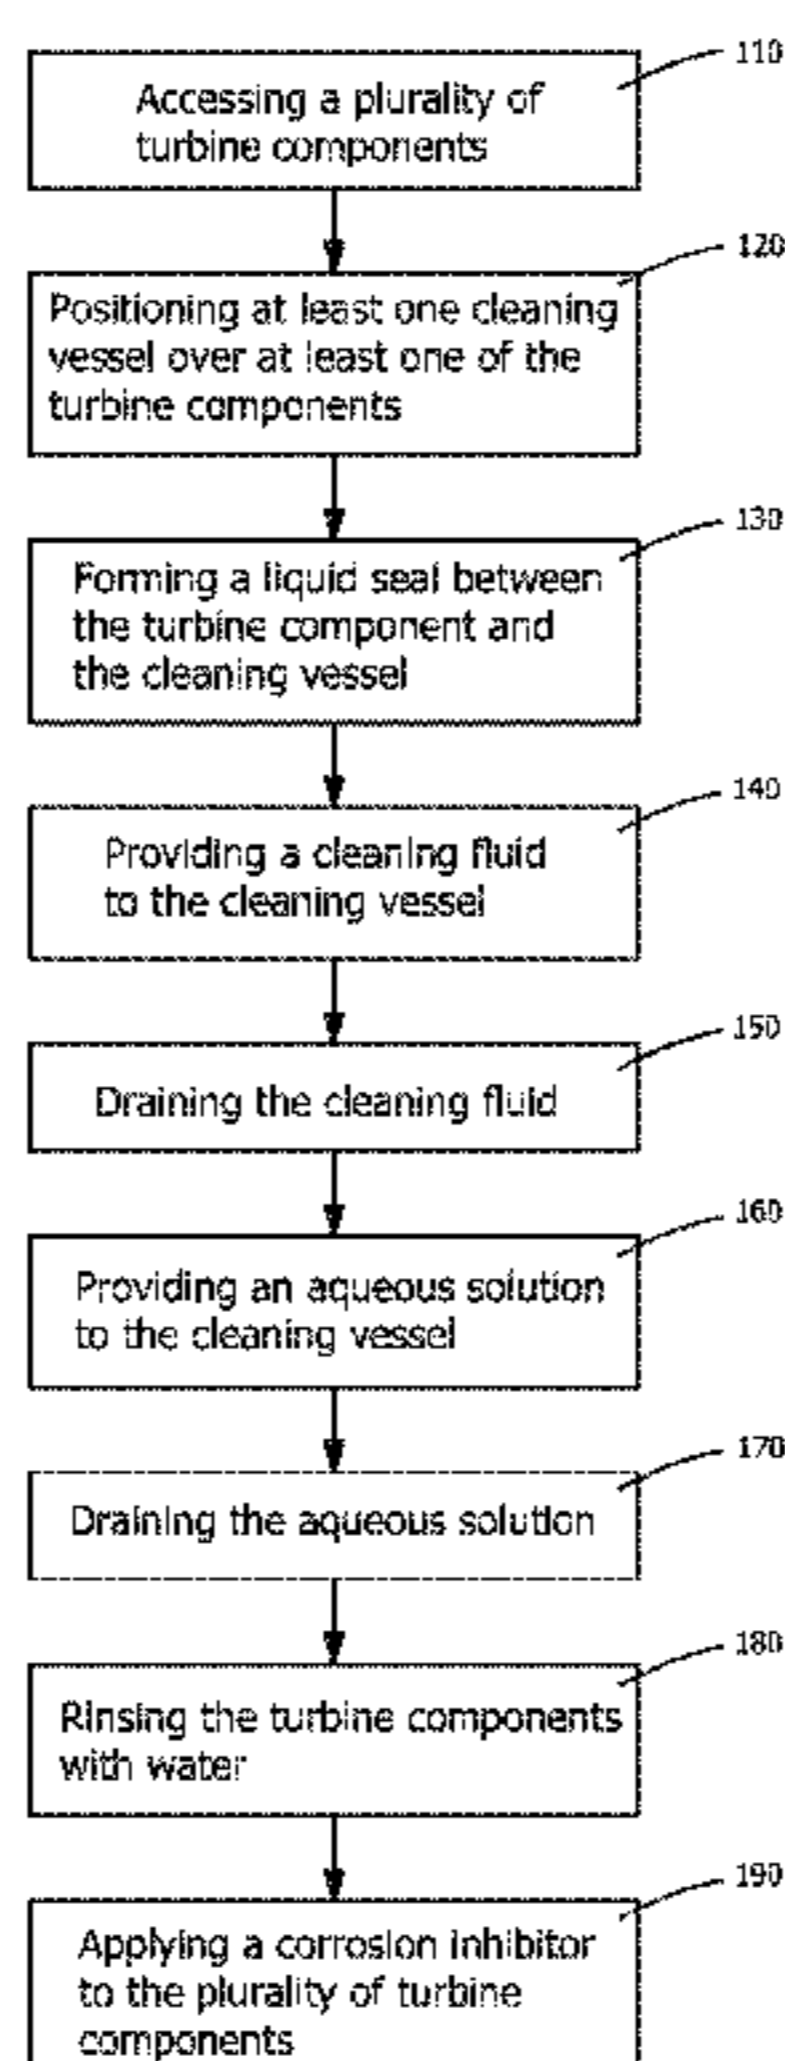 110
Accessing a plurality of
turbine components
120
Positioning at least one cleaning
vessel over at least one of the
turbine components
130
Forming a liquid seal between
the turbine component and
the cleaning vessel
140
Providing a cleaning fluid
to the cleaning vessel
150
Draining the cleaning fluid
160
Providing an aqueous solution
to the cleaning vessel
170
Draining the aqueous solution
180
Rinsing the turbine components
with water
190
Applying a corrosion inhibitor
to the plurality of turbine
components